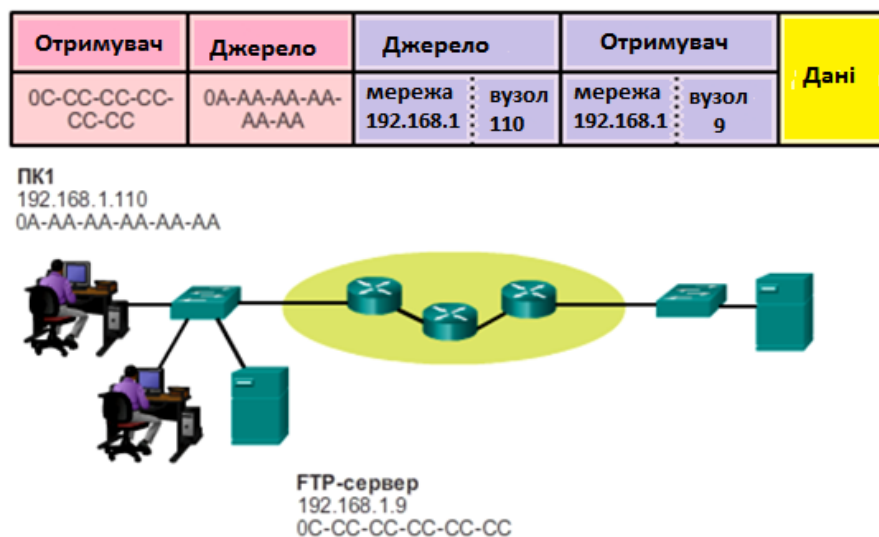 Отримувач
Джерело
Джерело
Отримувач
Дані
0C-CC-CC-CC-
CC-CC
0A-AA-AA-AA-
AA-AA
мережа
192.168.1
вузол
110
мережа
192.168.1
вузол
9
ПК1
192.168.1.110
0A-AA-AA-AA-AA-AA
FTP-сервер
192.168.1.9
0C-CC-CC-CC-CC-CC